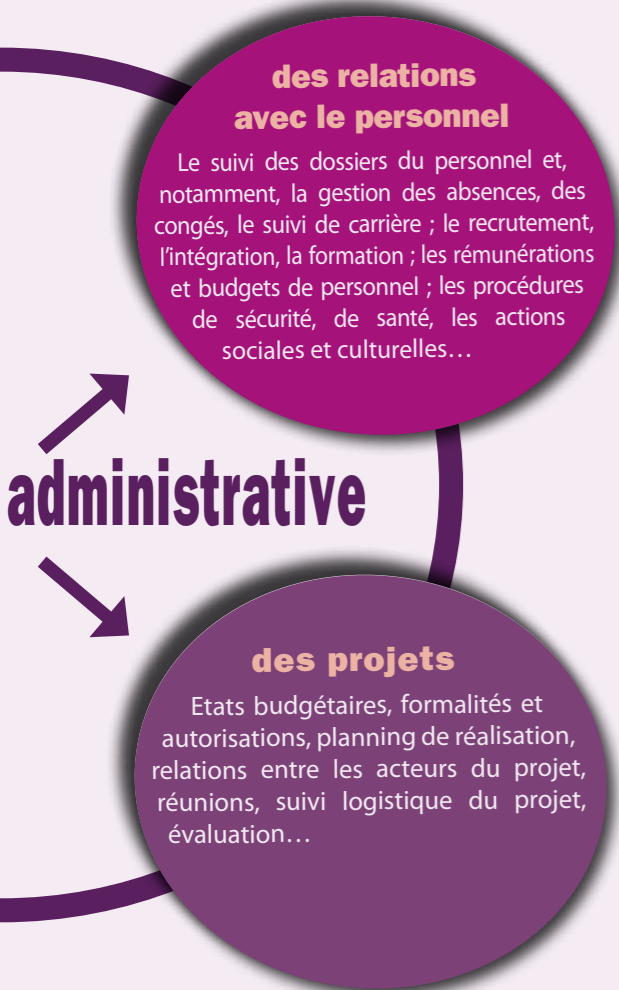 des relations
avec le personnel
Le suivi des dossiers du personnel et,
notamment, la gestion des absences, des
congés, le suivi de carrière ; le recrutement,
l'intégration, la formation ; les rémunérations
et budgets de personnel ; les procédures
de sécurité, de santé, les actions
sociales et culturelles…
administrative
des projets
Etats budgétaires, formalités et
autorisations, planning de réalisation,
relations entre les acteurs du projet,
réunions, suivi logistique du projet,
évaluation…